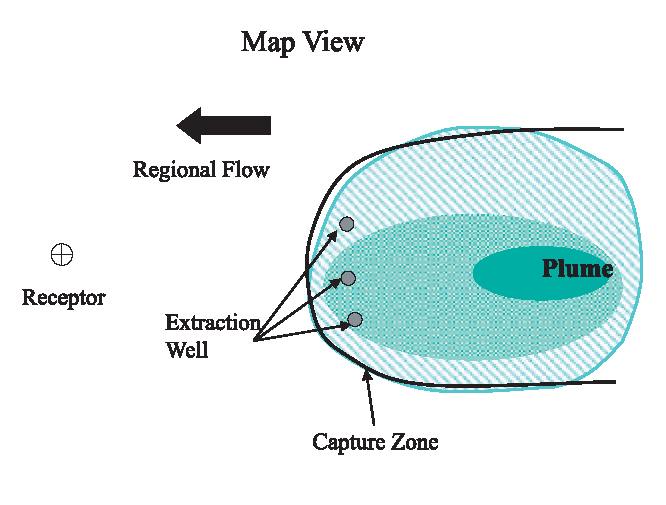 Map View
Regional Flow
Plume
Receptor
Extraction
Well
Capture Zone